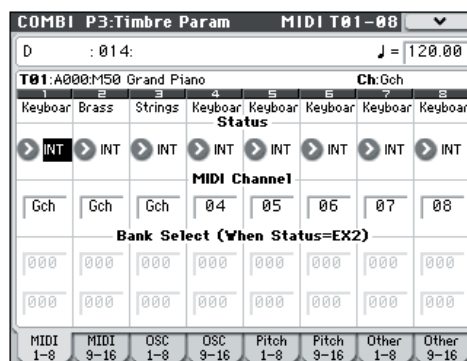 COMBI P3:Timbre Param MIDI T01-08
D :014: ♩= 120.00
T01:A000:M50 Grand Piano Ch:Gch
1 2 3 4 5 6 7 8
Keyboar Brass Strings Keyboar Keyboar Keyboar Keyboar Keyboar
Status
INT INT INT INT INT INT INT INT
MIDI Channel
Gch Gch Gch 04 05 06 07 08
Bank Select (When Status=EX2)
000 000 000 000 000 000 000 000
000 000 000 000 000 000 000 000
MIDI MIDI OSC OSC Pitch Pitch Other Other
1-8 9-16 1-8 9-16 1-8 9-16 1-8 9-16